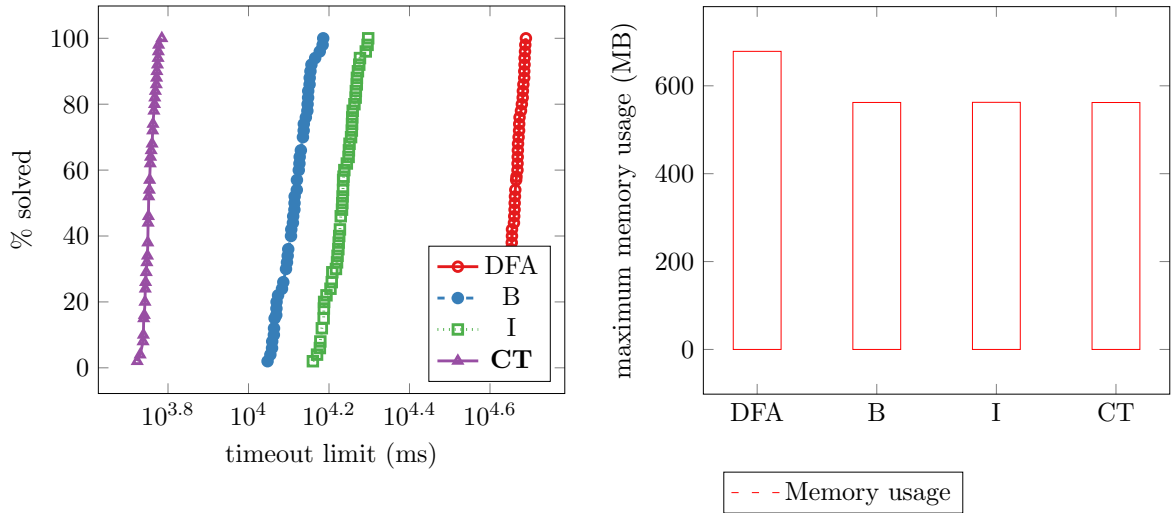 100
80
60
40
20
0
% solved
10^3.8
10^4
10^4.2
10^4.4
10^4.6
timeout limit (ms)
DFA
B
I
CT
600
400
200
0
maximum memory usage (MB)
DFA
B
I
CT
Memory usage